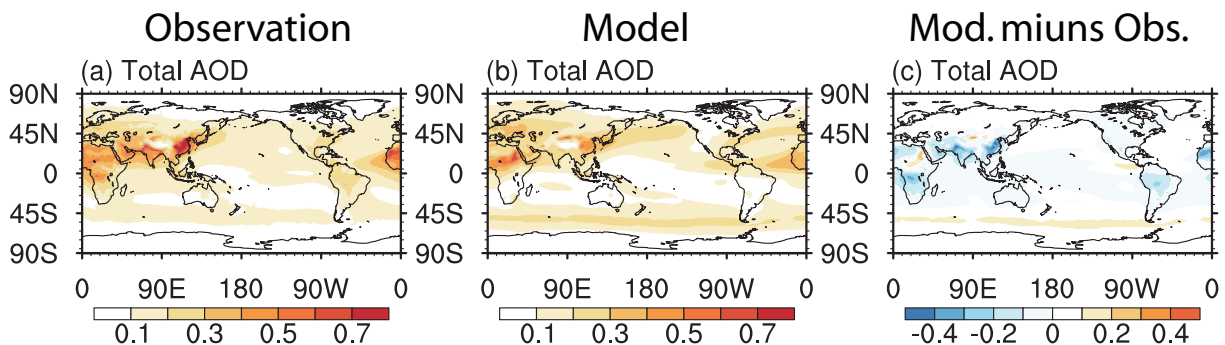 Observation
Model
Mod. miuns Obs.
(a) Total AOD
(b) Total AOD
(c) Total AOD
90N
45N
0
45S
90S
90N
45N
0
45S
90S
90N
45N
0
45S
90S
0 90E 180 90W 0
0 90E 180 90W 0
0 90E 180 90W 0
0.1 0.3 0.5 0.7
0.1 0.3 0.5 0.7
-0.4 -0.2 0 0.2 0.4